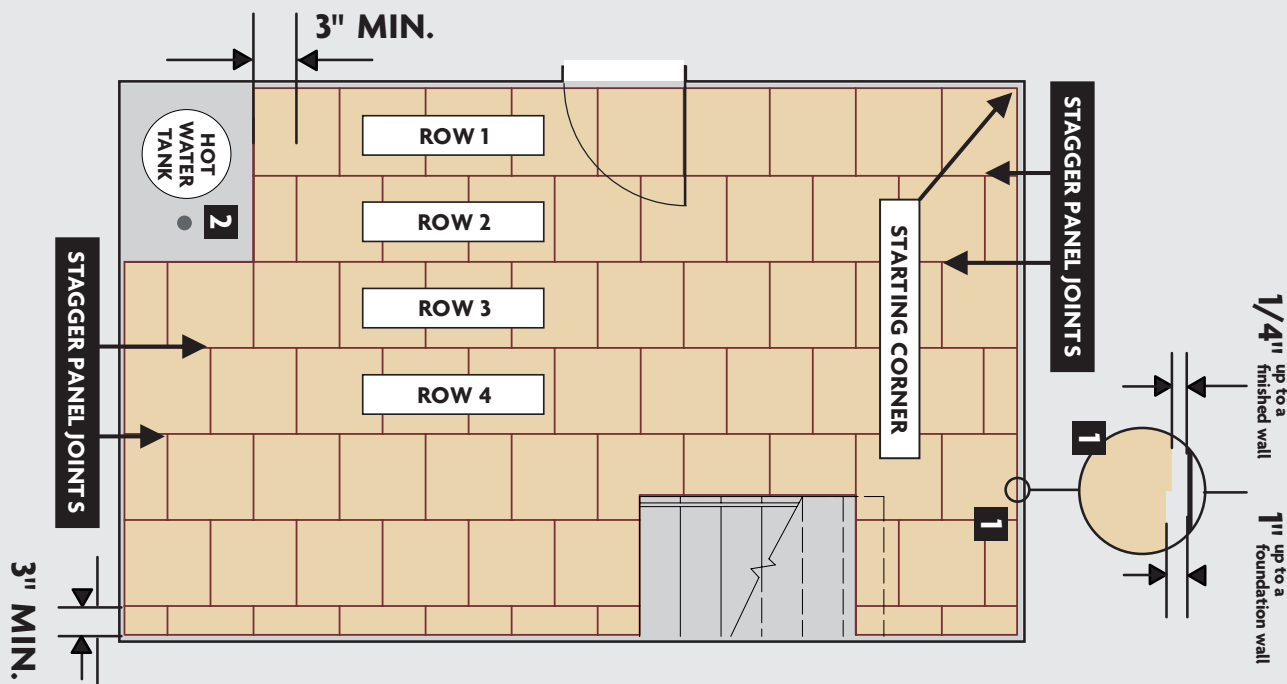 3" MIN.
HOT
WATER
TANK
2
ROW 1
ROW 2
ROW 3
ROW 4
STARTING CORNER
STAGGER PANEL JOINTS
STAGGER PANEL JOINTS
1/4" up to a
finished wall
1
1
1" up to a
foundation wall
3" MIN.